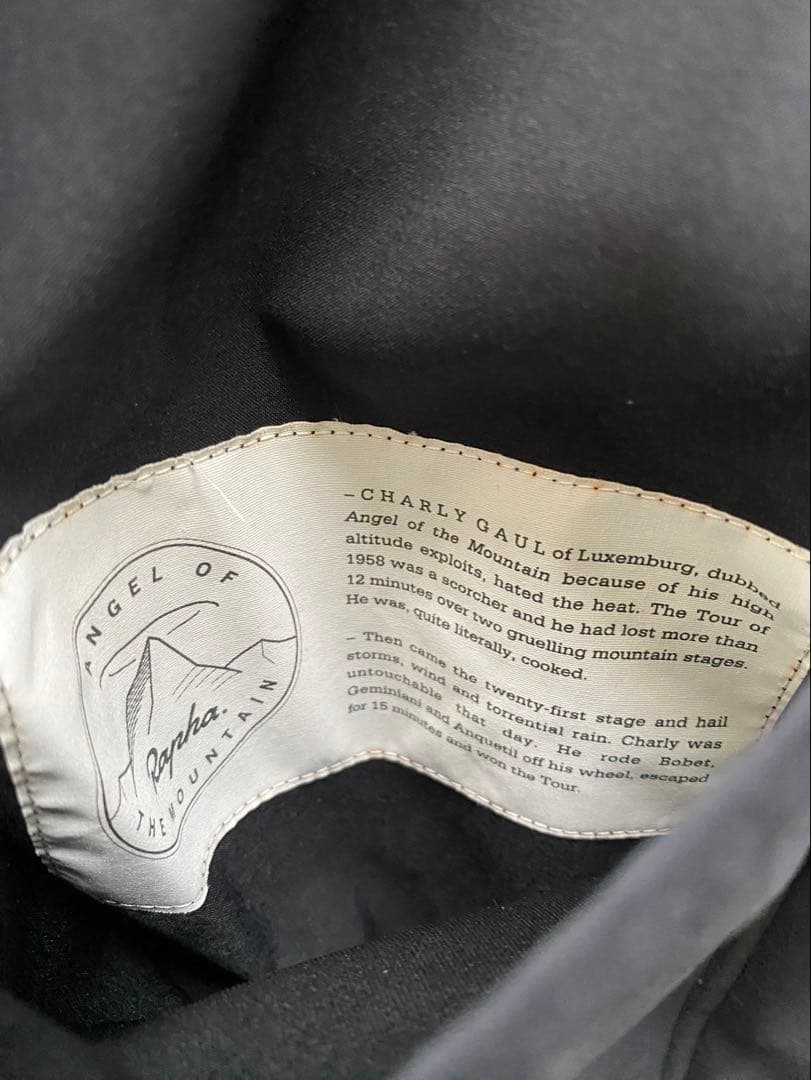 ANGEL OF
Rapha.
THE MOUNTAIN
– CHARLY GAUL of Luxemburg, dubbed
Angel of the Mountain because of his high
altitude exploits, hated the heat. The Tour of
1958 was a scorcher and he had lost more than
12 minutes over two gruelling mountain stages.
He was, quite literally, cooked.
– Then came the twenty-first stage and hail
storms, wind and torrential rain. Charly was
untouchable that day. He rode Bobet,
Geminiani and Anquetil off his wheel, escaped
for 15 minutes and won the Tour.